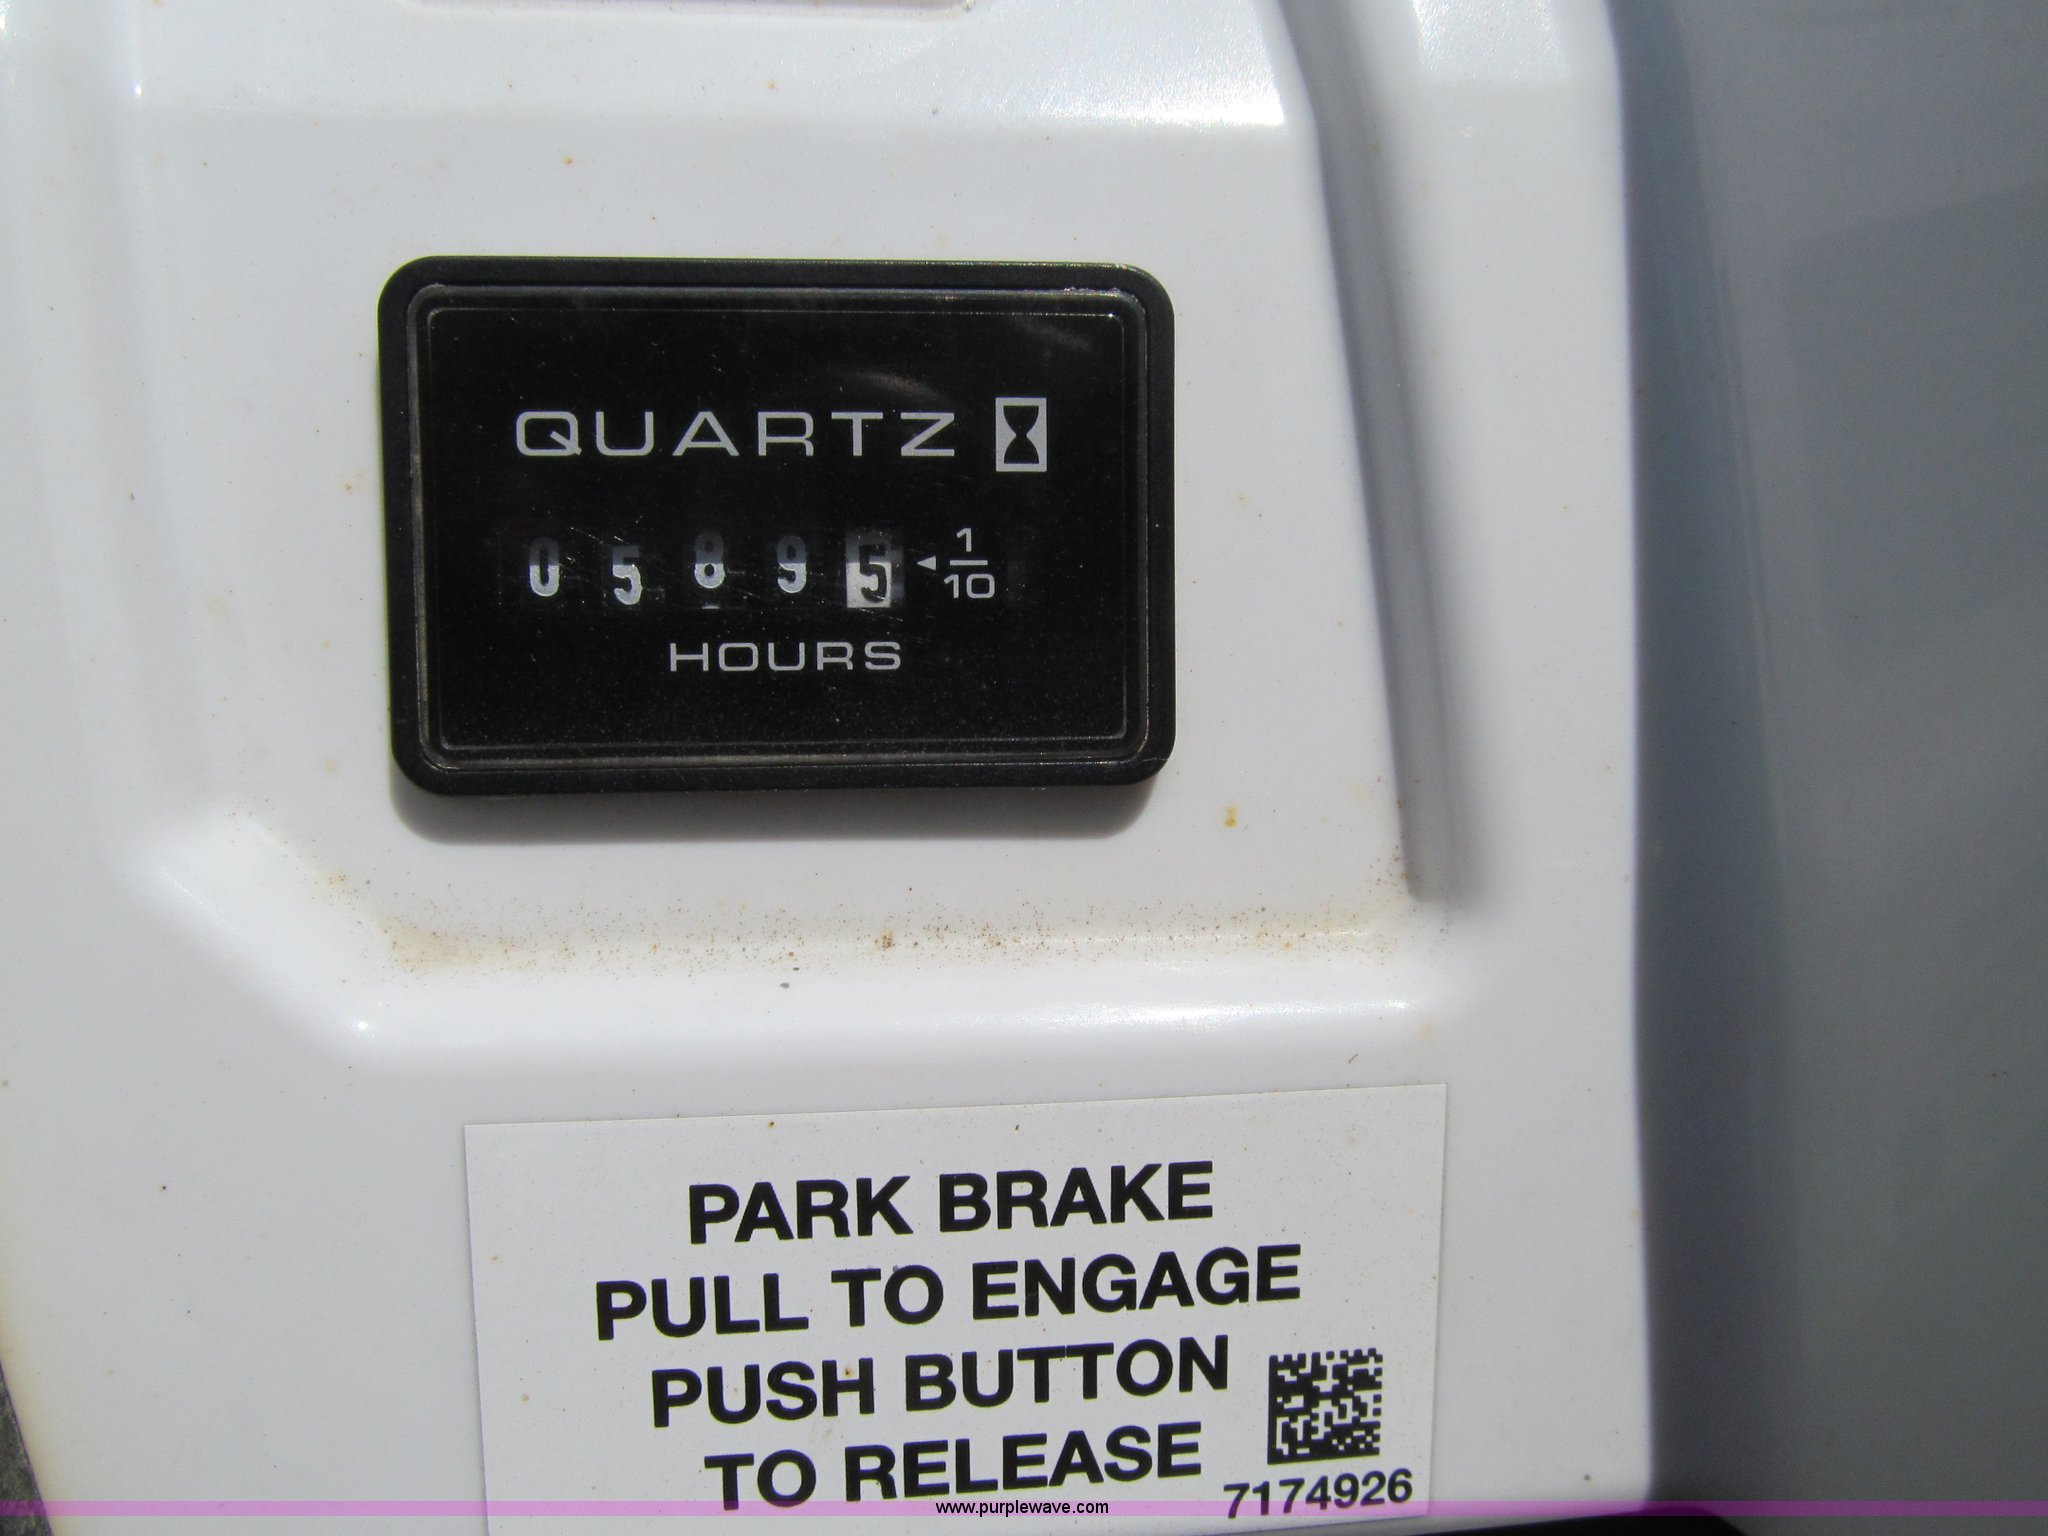 QUARTZ
05895 ◄ 1/10
HOURS
PARK BRAKE
PULL TO ENGAGE
PUSH BUTTON
TO RELEASE
7174926
www.purplewave.com